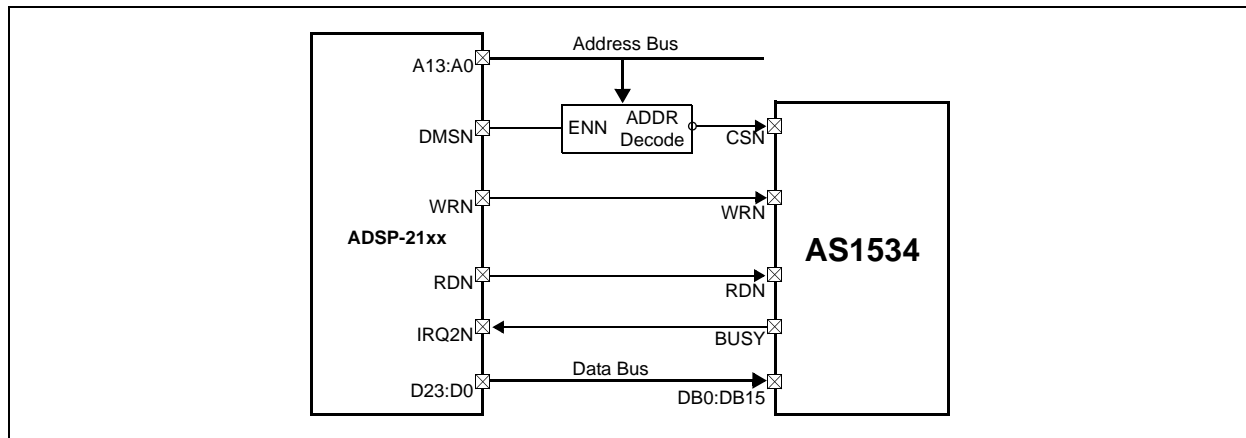 Address Bus
A13:A0
ENN
ADDR
Decode
DMSN
CSN
WRN
WRN
ADSP-21xx
AS1534
RDN
RDN
IRQ2N
BUSY
Data Bus
D23:D0
DB0:DB15